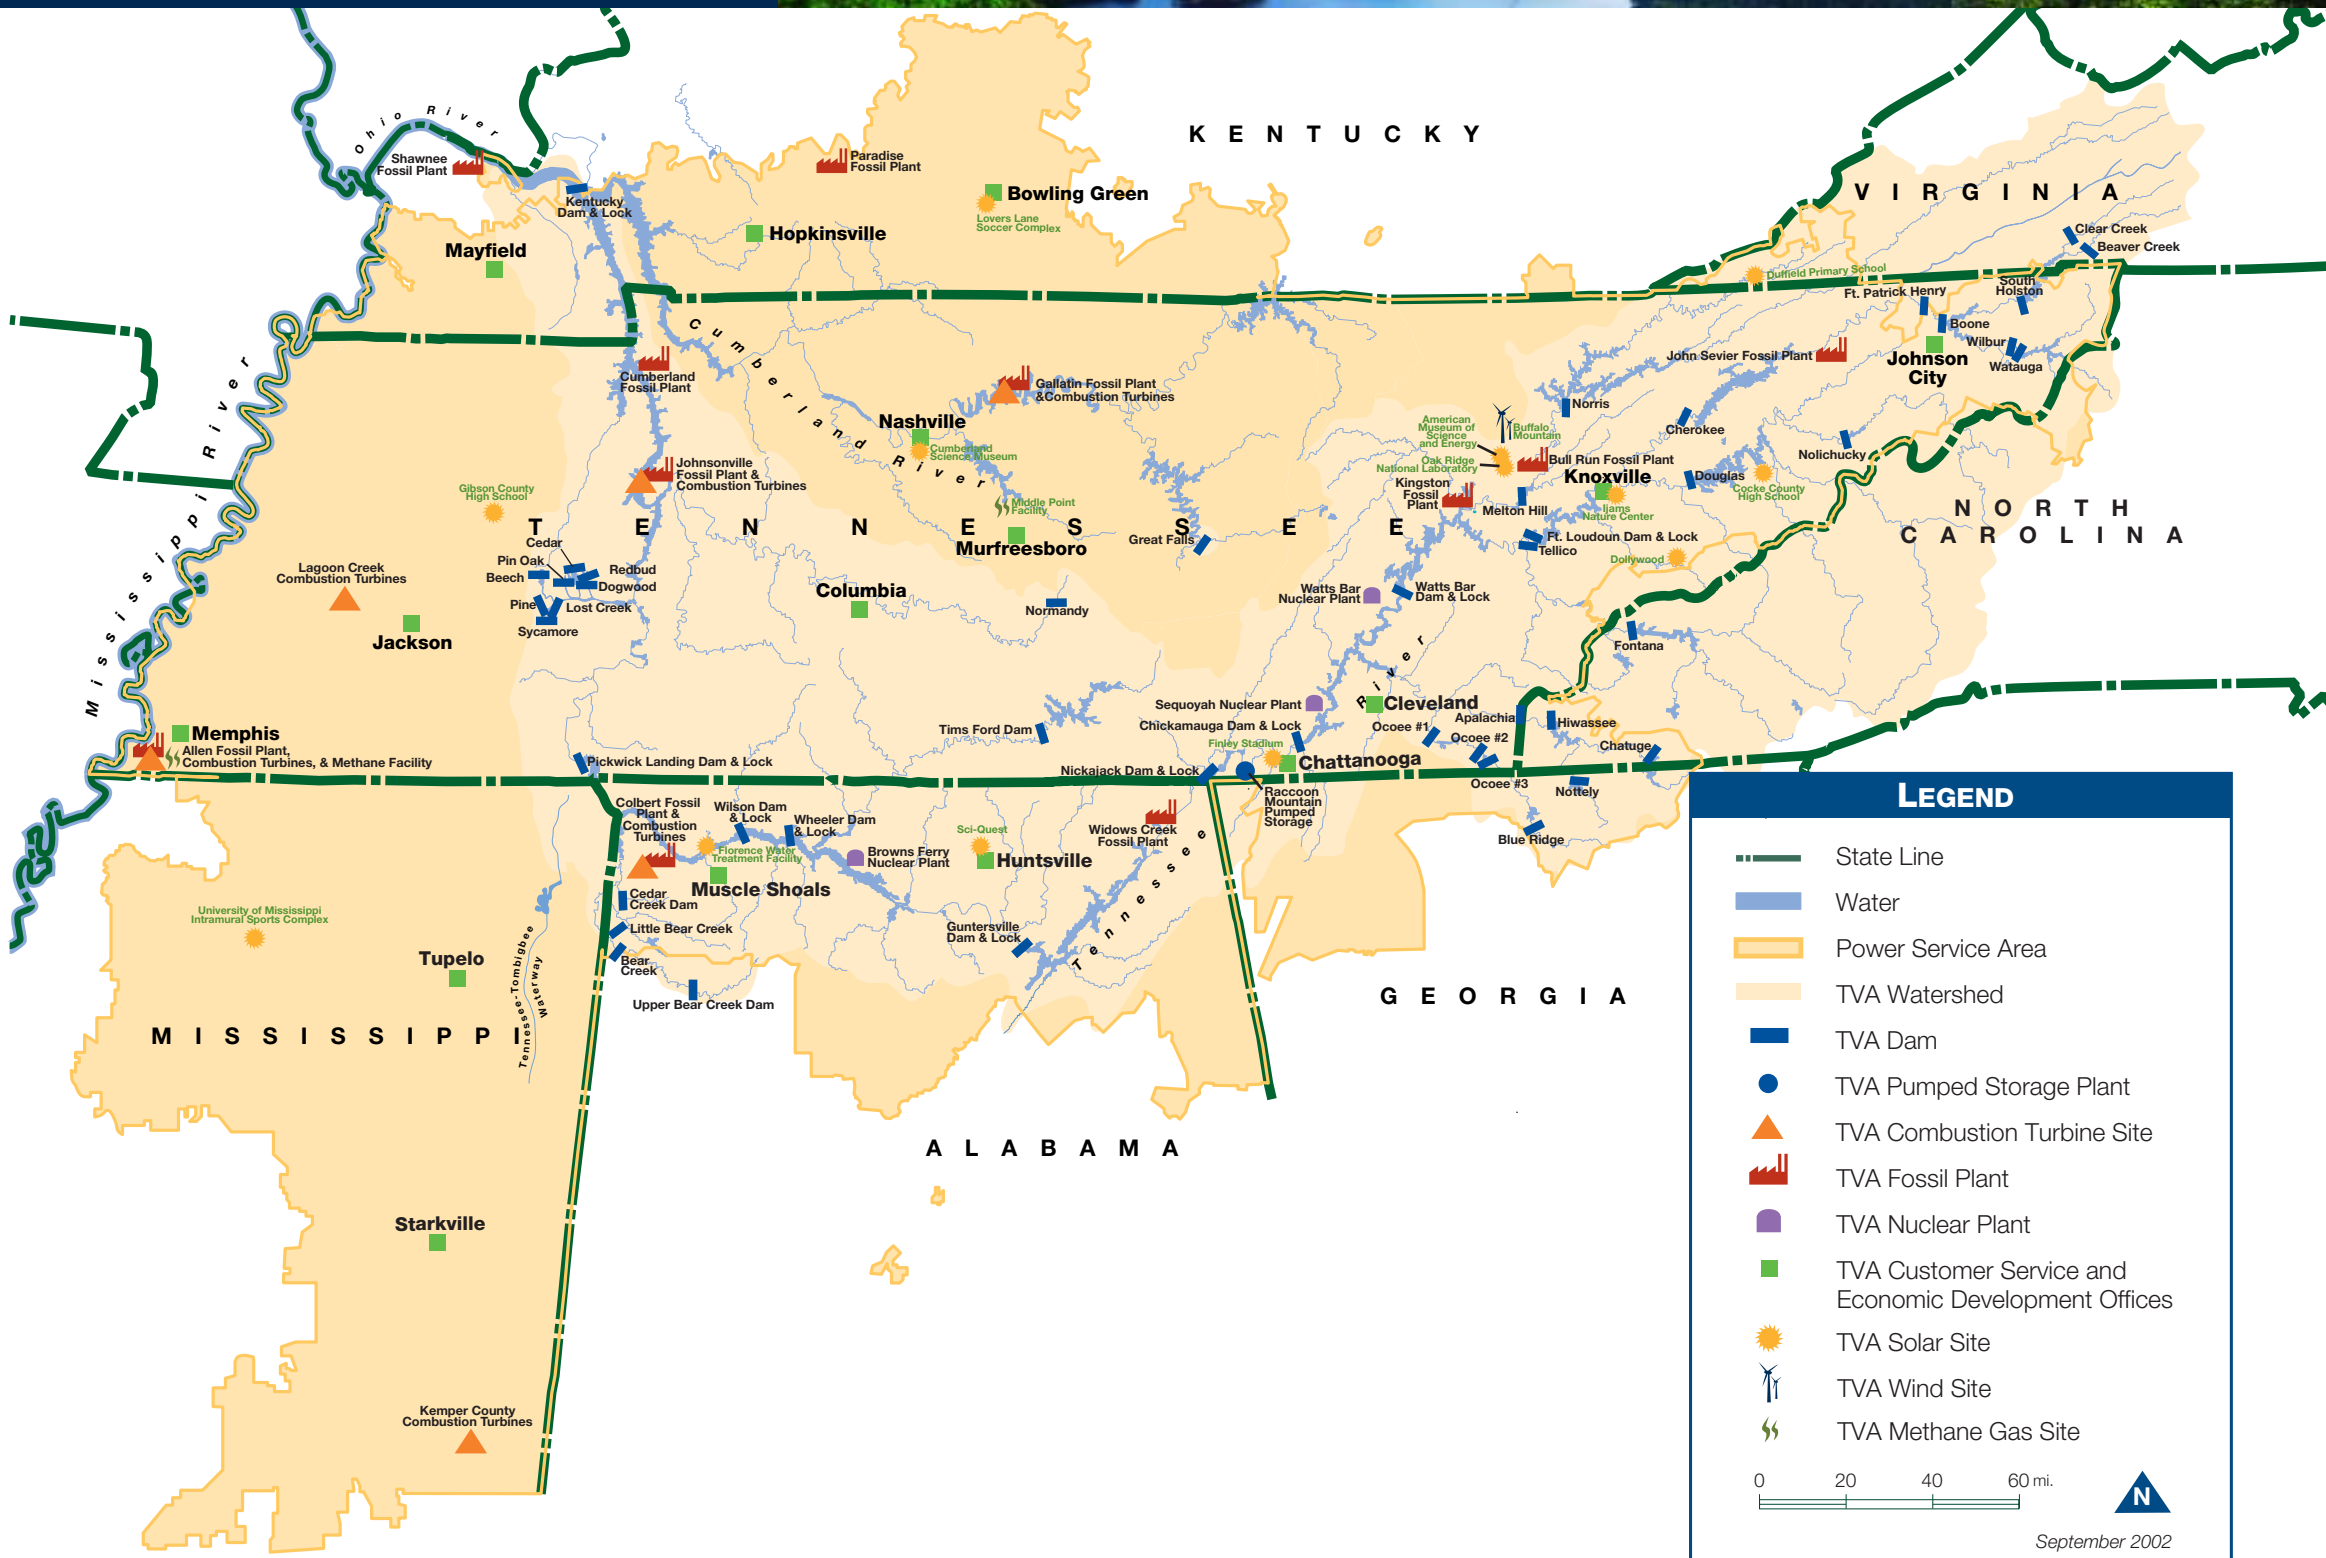 Ohio River
Shawnee
Fossil Plant
Paradise
Fossil Plant
KENTUCKY
Kentucky
Dam & Lock
Bowling Green
Lovers Lane
Soccer Complex
Hopkinsville
Mayfield
VIRGINIA
Clear Creek
Beaver Creek
Duffield Primary School
Ft. Patrick Henry
South
Holston
Boone
Wilbur
Watauga
Johnson
City
John Sevier Fossil Plant
Cumberland River
Cumberland
Fossil Plant
Gallatin Fossil Plant
&Combustion Turbines
Nashville
Cumberland
Science Museum
Norris
Cherokee
American
Museum of
Science
and Energy
Buffalo
Mountain
Oak Ridge
National Laboratory
Bull Run Fossil Plant
Knoxville
Kingston
Fossil
Plant
Melton Hill
Ijams
Nature Center
Douglas
Cocke County
High School
Nolichucky
NORTH
CAROLINA
Mississippi River
Johnsonville
Fossil Plant &
Combustion Turbines
Gibson County
High School
Middle Point
Facility
TENNESSEE
Murfreesboro
Great Falls
Ft. Loudoun Dam & Lock
Tellico
Dollywood
Cedar
Pin Oak
Beech
Redbud
Dogwood
Pine
Lost Creek
Sycamore
Lagoon Creek
Combustion Turbines
Jackson
Columbia
Normandy
Watts Bar
Nuclear Plant
Watts Bar
Dam & Lock
Fontana
Tennessee River
Sequoyah Nuclear Plant
Cleveland
Chickamauga Dam & Lock
Ocoee #1
Ocoee #2
Ocoee #3
Apalachia
Hiwassee
Chatuge
Nottely
Blue Ridge
Tims Ford Dam
Finley Stadium
Chattanooga
Nickajack Dam & Lock
Raccoon
Mountain
Pumped
Storage
Memphis
Allen Fossil Plant,
Combustion Turbines, & Methane Facility
Pickwick Landing Dam & Lock
Colbert Fossil
Plant &
Combustion
Turbines
Wilson Dam
& Lock
Wheeler Dam
& Lock
Florence Water
Treatment Facility
Muscle Shoals
Browns Ferry
Nuclear Plant
Sci-Quest
Huntsville
Widows Creek
Fossil Plant
Cedar
Creek Dam
Little Bear Creek
Bear
Creek
Upper Bear Creek Dam
Guntersville
Dam & Lock
University of Mississippi
Intramural Sports Complex
Tupelo
Tennessee-Tombigbee
Waterway
MISSISSIPPI
GEORGIA
ALABAMA
Starkville
Kemper County
Combustion Turbines
LEGEND
State Line
Water
Power Service Area
TVA Watershed
TVA Dam
TVA Pumped Storage Plant
TVA Combustion Turbine Site
TVA Fossil Plant
TVA Nuclear Plant
TVA Customer Service and
Economic Development Offices
TVA Solar Site
TVA Wind Site
TVA Methane Gas Site
0 20 40 60 mi.
N
September 2002